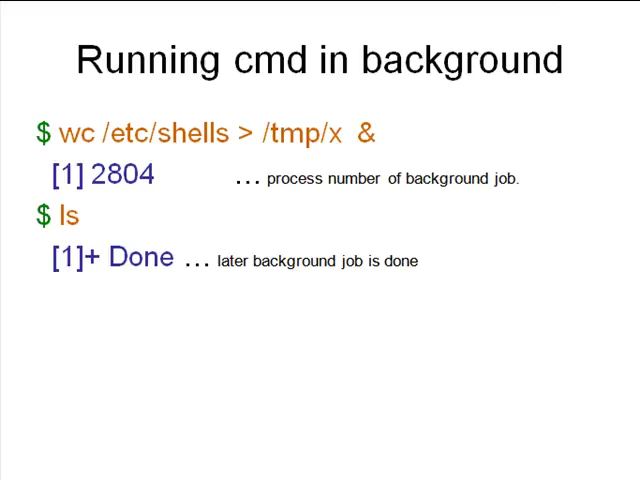 Running cmd in background
$ wc /etc/shells > /tmp/x &
[1] 2804 ... process number of background job.
$ ls
[1]+ Done ... later background job is done